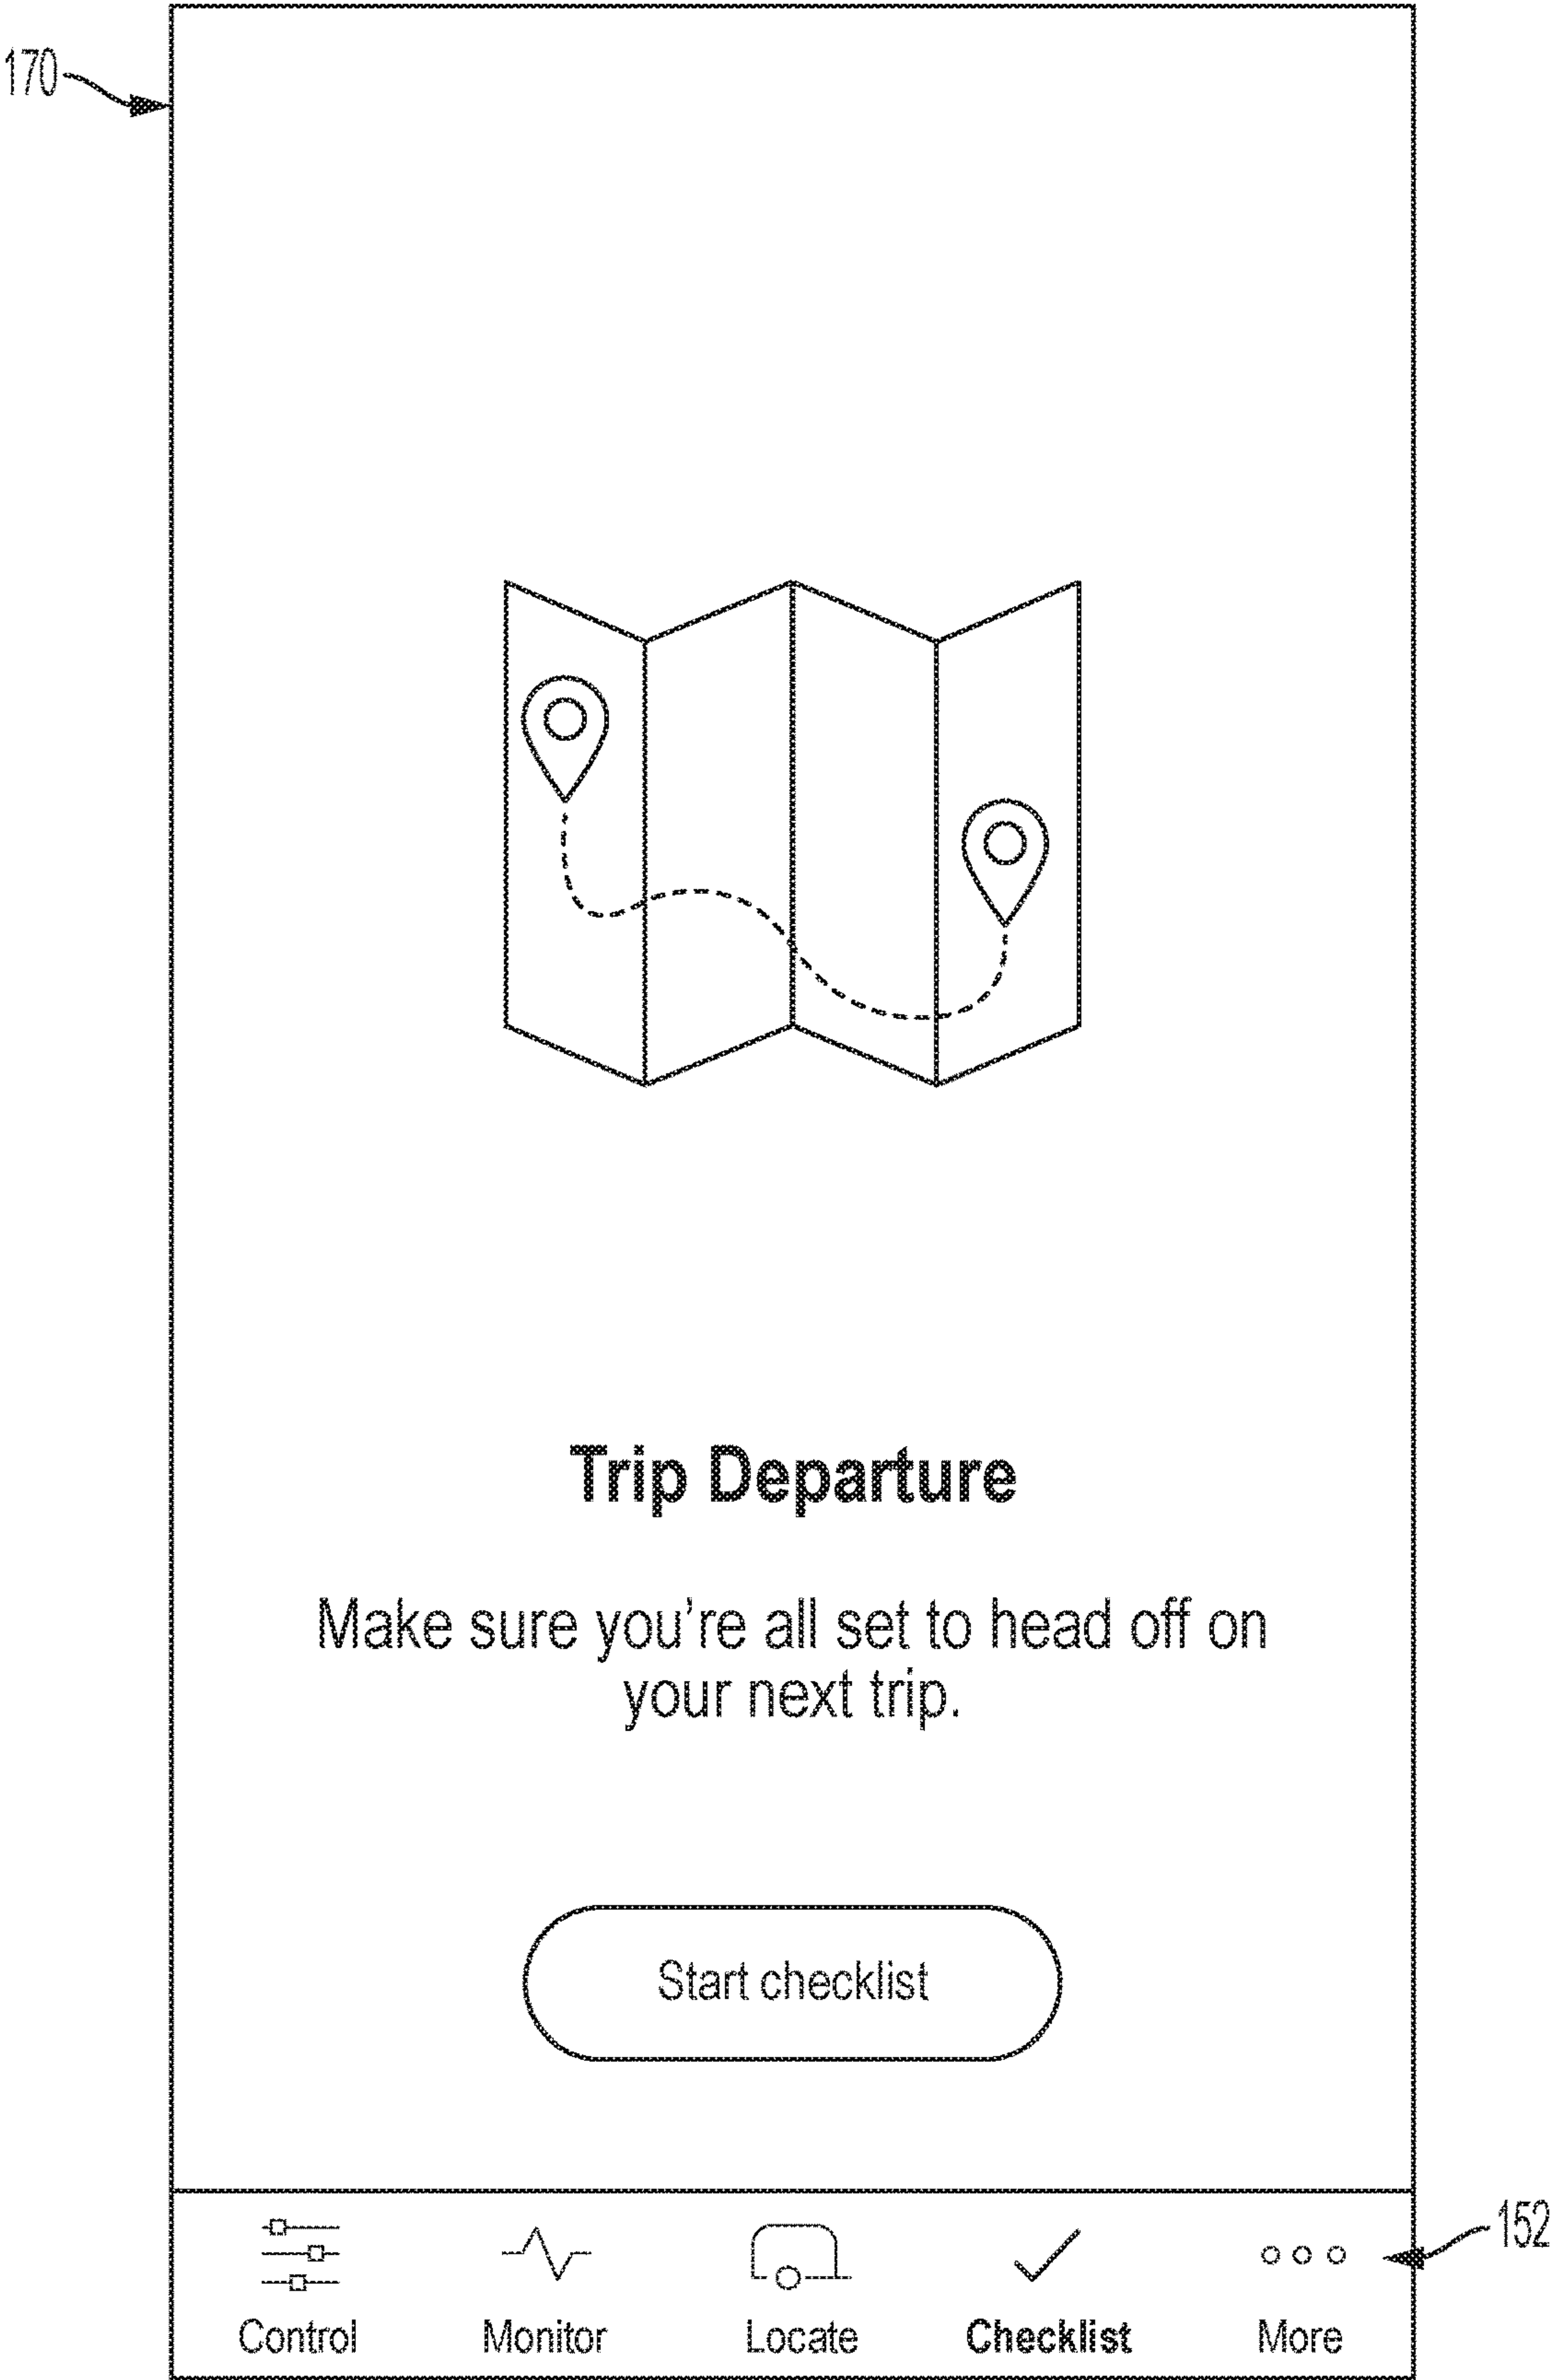 170
Trip Departure
Make sure you're all set to head off on
your next trip.
Start checklist
152
Control Monitor Locate Checklist More